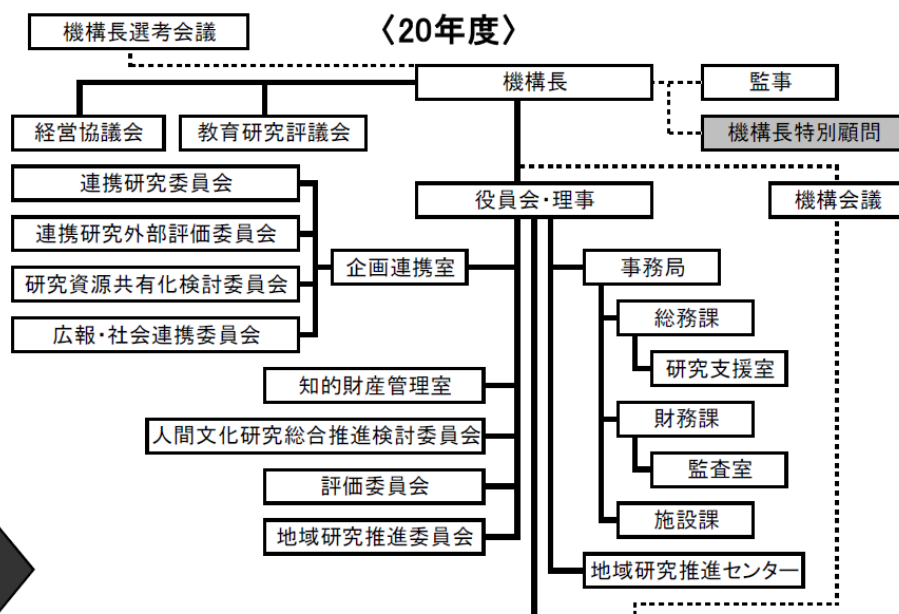 〈20年度〉
機構長選考会議
機構長
監事
経営協議会
教育研究評議会
機構長特別顧問
連携研究委員会
役員会・理事
機構会議
連携研究外部評価委員会
企画連携室
事務局
研究資源共有化検討委員会
広報・社会連携委員会
総務課
研究支援室
知的財産管理室
財務課
人間文化研究総合推進検討委員会
監査室
評価委員会
施設課
地域研究推進委員会
地域研究推進センター